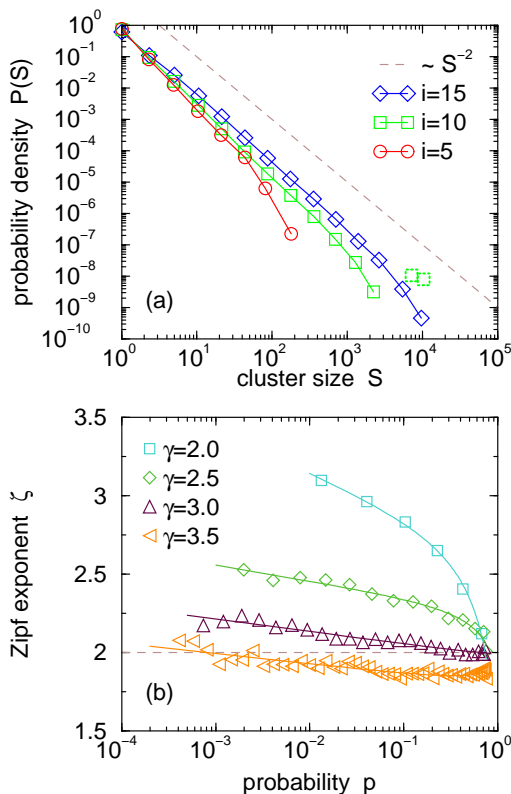 10^0
10^-1
10^-2
10^-3
10^-4
10^-5
10^-6
10^-7
10^-8
10^-9
10^-10
probability density P(S)
~ S^-2
i=15
i=10
i=5
(a)
10^0 10^1 10^2 10^3 10^4 10^5
cluster size S
3.5
3
2.5
2
1.5
Zipf exponent ζ
γ=2.0
γ=2.5
γ=3.0
γ=3.5
(b)
10^-4 10^-3 10^-2 10^-1 10^0
probability p